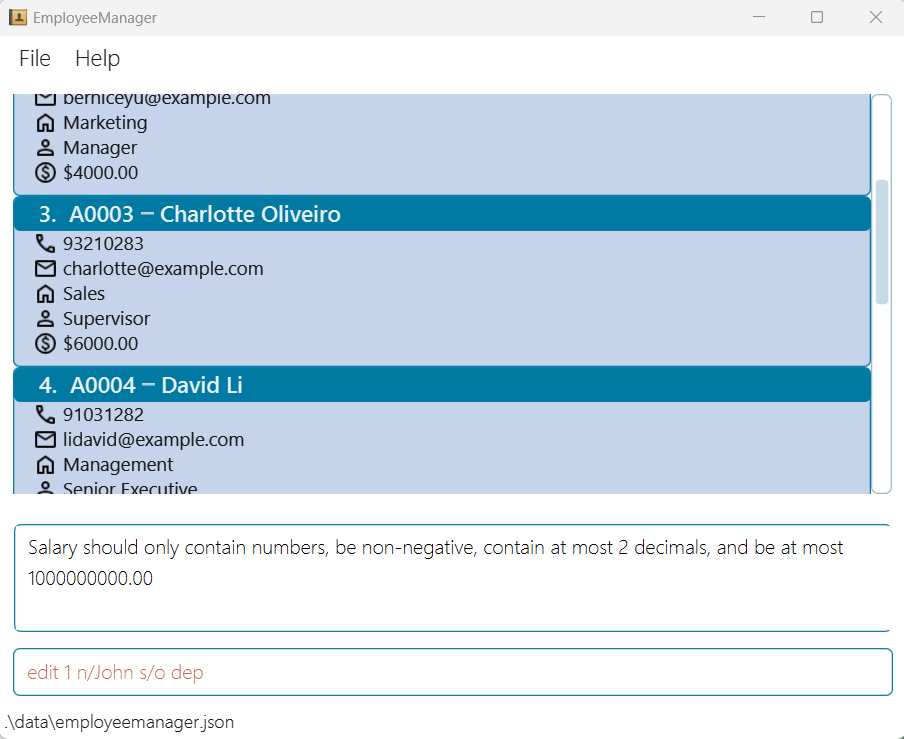 EmployeeManager
File Help
berniceyu@example.com
Marketing
Manager
$4000.00
3. A0003 – Charlotte Oliveiro
93210283
charlotte@example.com
Sales
Supervisor
$6000.00
4. A0004 – David Li
91031282
lidavid@example.com
Management
Senior Executive
Salary should only contain numbers, be non-negative, contain at most 2 decimals, and be at most
1000000000.00
edit 1 n/John s/o dep
.\data\employeemanager.json